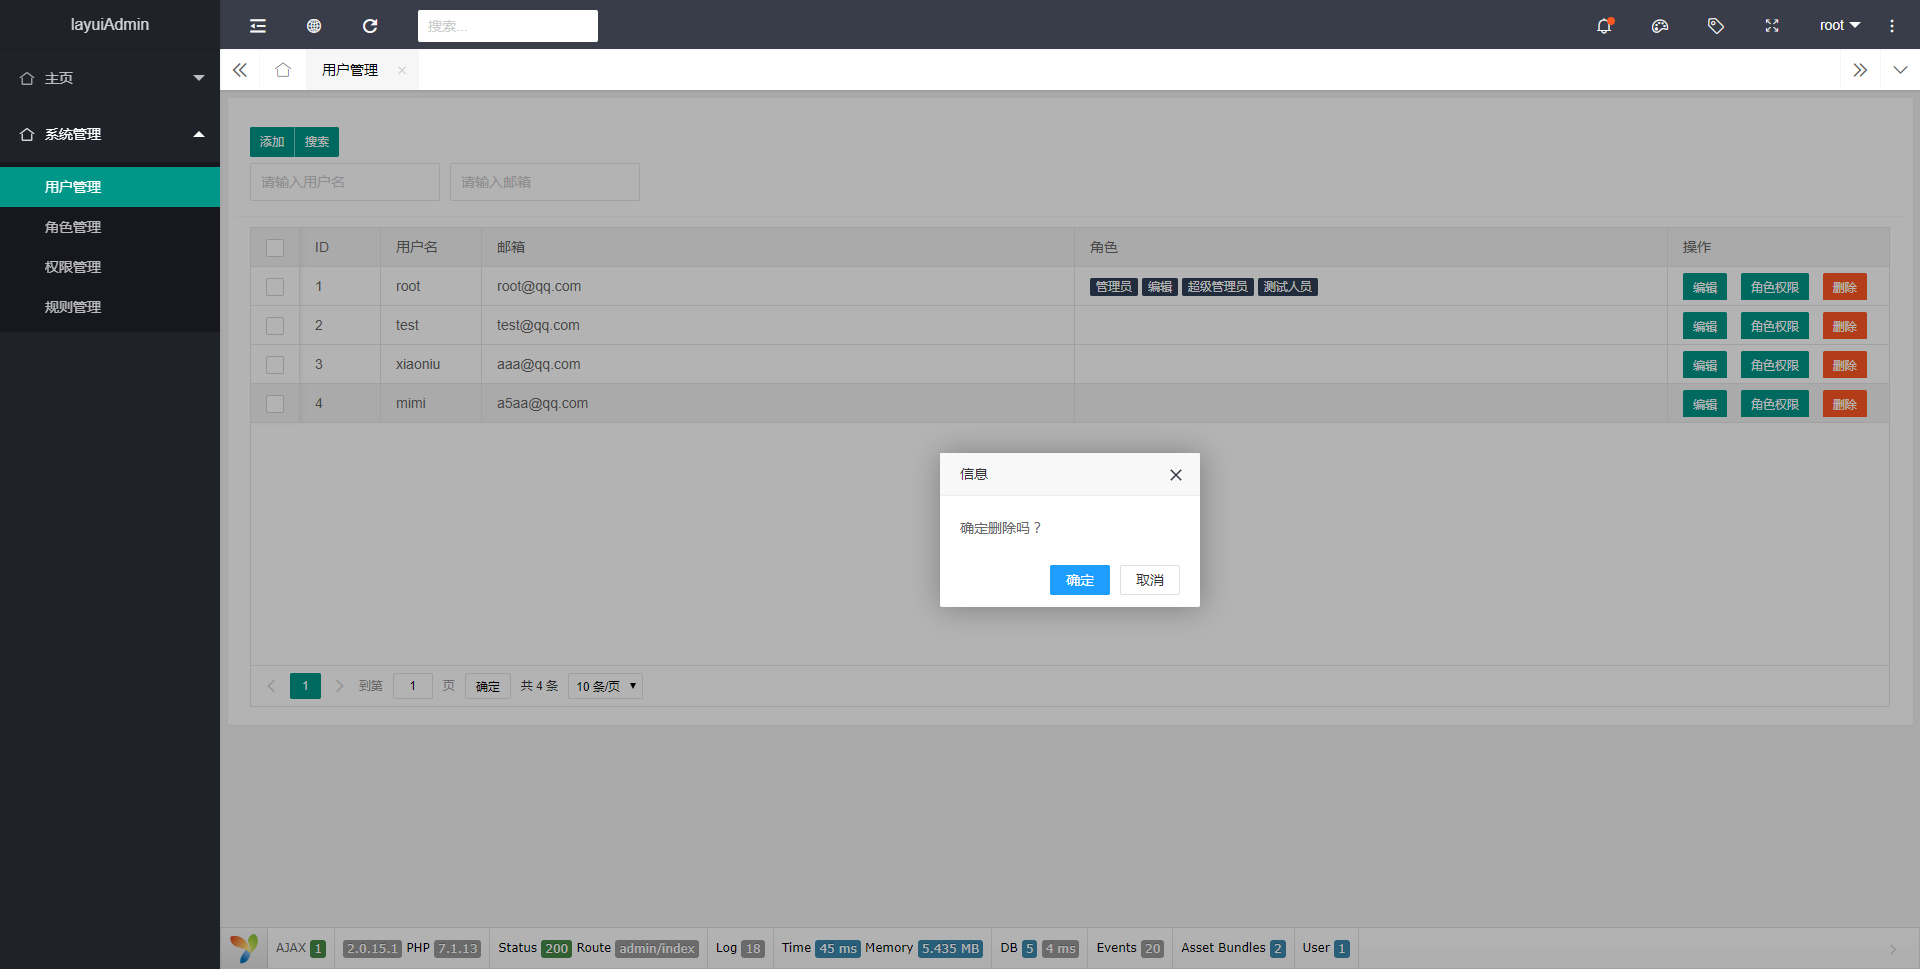 layuiAdmin
搜索...
root
主页
系统管理
用户管理
角色管理
权限管理
规则管理
用户管理
添加 搜索
请输入用户名 请输入邮箱
ID 用户名 邮箱 角色 操作
1 root root@qq.com 管理员 编辑 超级管理员 测试人员 编辑 角色权限 删除
2 test test@qq.com 编辑 角色权限 删除
3 xiaoniu aaa@qq.com 编辑 角色权限 删除
4 mimi a5aa@qq.com 编辑 角色权限 删除
信息
确定删除吗？
确定 取消
1 到第 1 页 确定 共 4 条 10 条/页
AJAX 1 2.0.15.1 PHP 7.1.13 Status 200 Route admin/index Log 18 Time 45 ms Memory 5.435 MB DB 5 4 ms Events 20 Asset Bundles 2 User 1